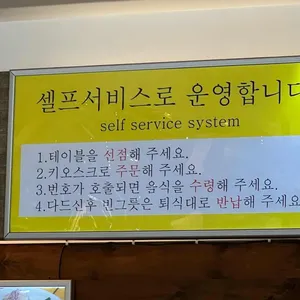 셀프서비스로 운영합니다
self service system
1.테이블을 선점해 주세요.
2.키오스크로 주문해 주세요.
3.번호가 호출되면 음식을 수령해 주세요.
4.다드신후 빈그릇은 퇴식대로 반납해 주세요